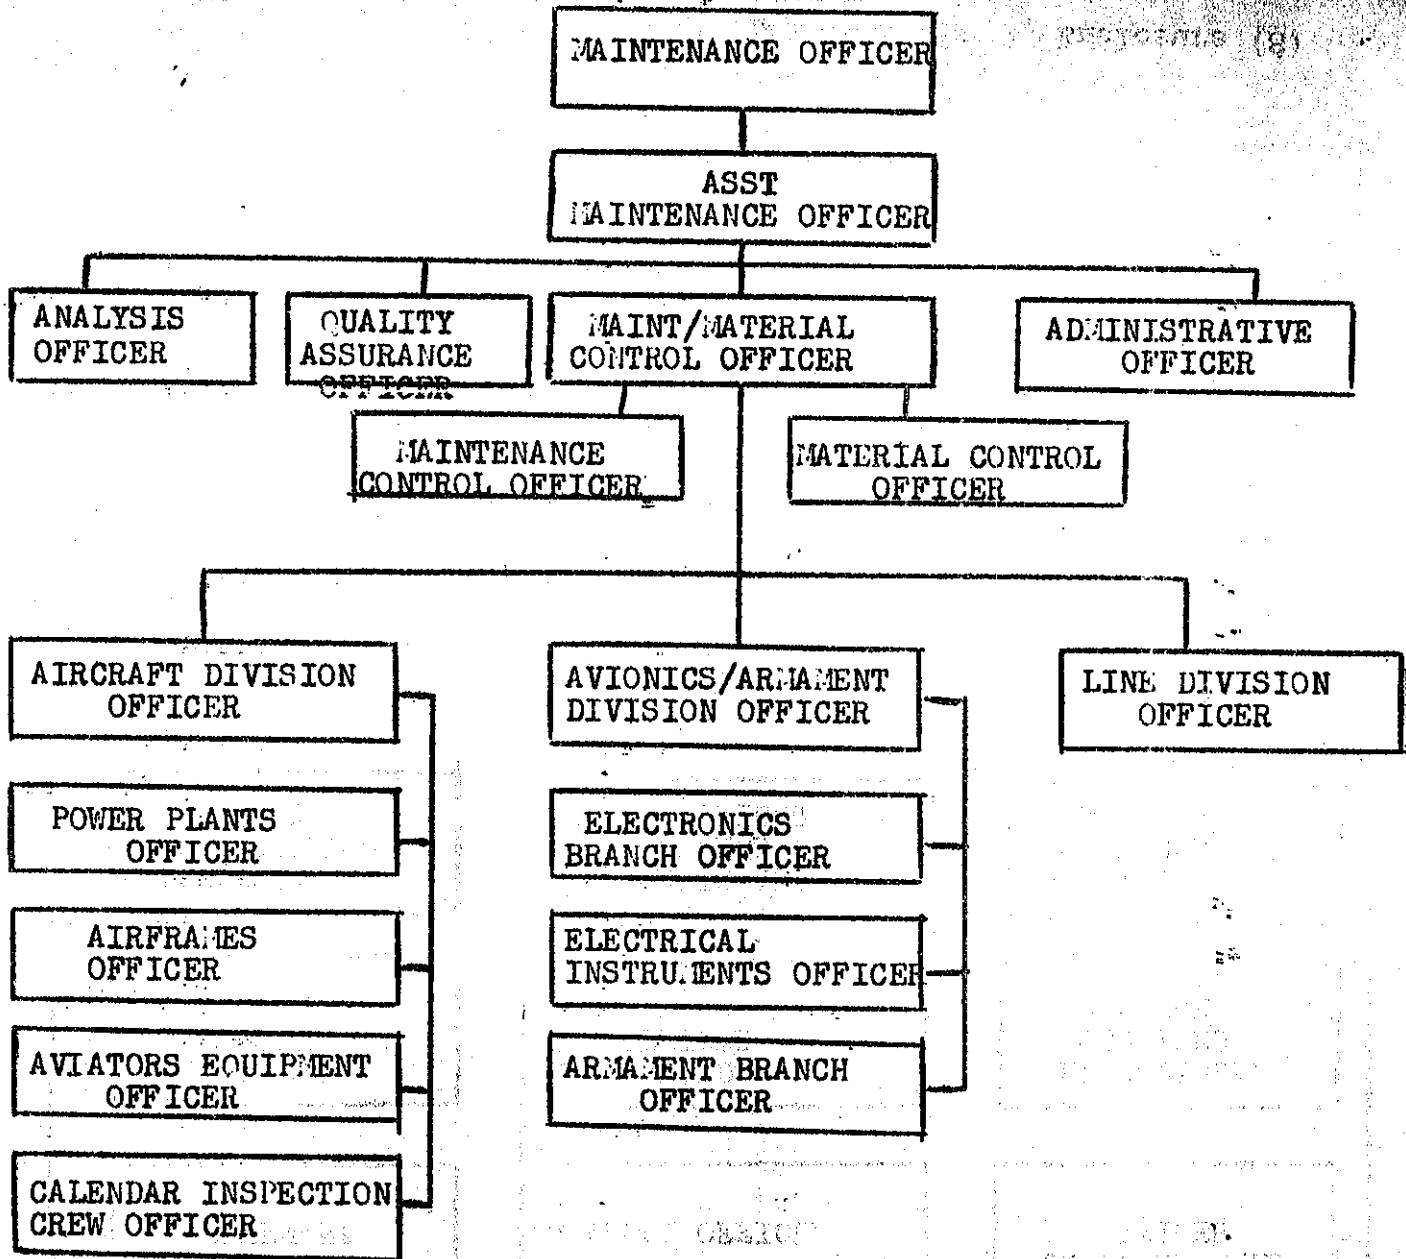 MAINTENANCE OFFICER
ASST
MAINTENANCE OFFICER
ANALYSIS
OFFICER
QUALITY
ASSURANCE
OFFICER
MAINT/MATERIAL
CONTROL OFFICER
ADMINISTRATIVE
OFFICER
MAINTENANCE
CONTROL OFFICER
MATERIAL CONTROL
OFFICER
AIRCRAFT DIVISION
OFFICER
AVIONICS/ARMAMENT
DIVISION OFFICER
LINE DIVISION
OFFICER
POWER PLANTS
OFFICER
ELECTRONICS
BRANCH OFFICER
AIRFRAMES
OFFICER
ELECTRICAL
INSTRUMENTS OFFICER
AVIATORS EQUIPMENT
OFFICER
ARMAMENT BRANCH
OFFICER
CALENDAR INSPECTION
CREW OFFICER